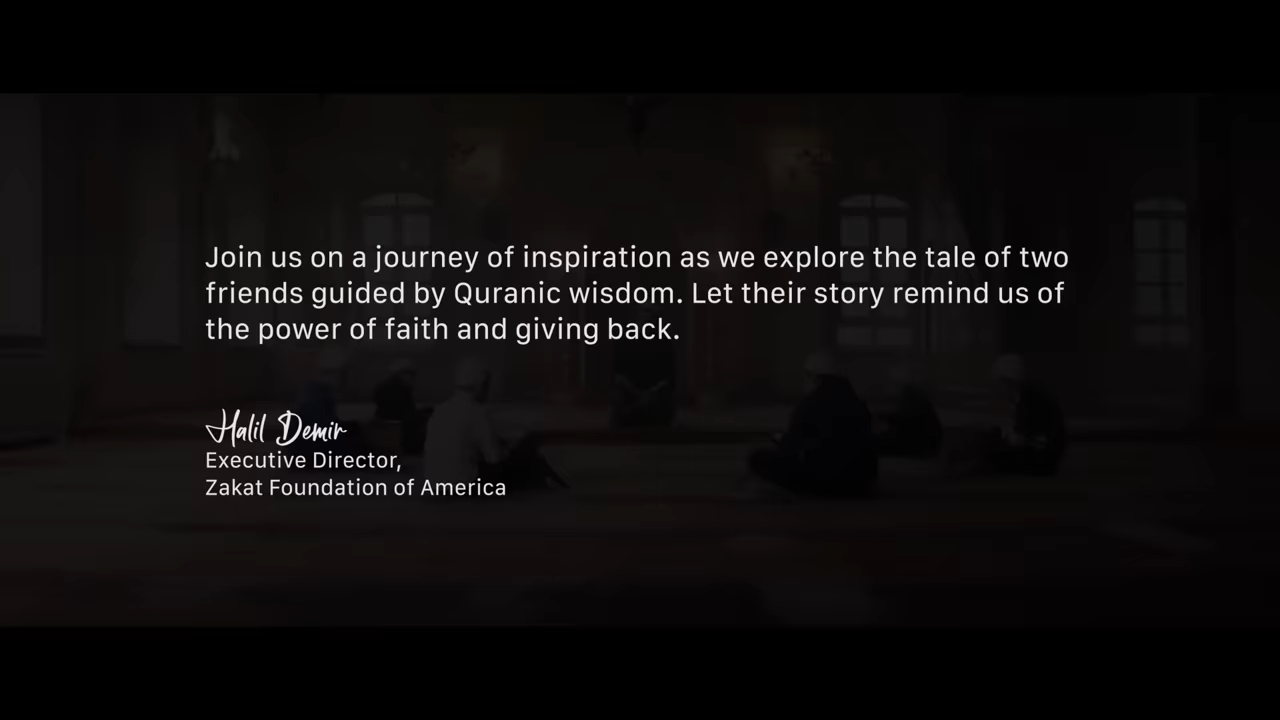 Join us on a journey of inspiration as we explore the tale of two
friends guided by Quranic wisdom. Let their story remind us of
the power of faith and giving back.
Halil Demir
Executive Director,
Zakat Foundation of America